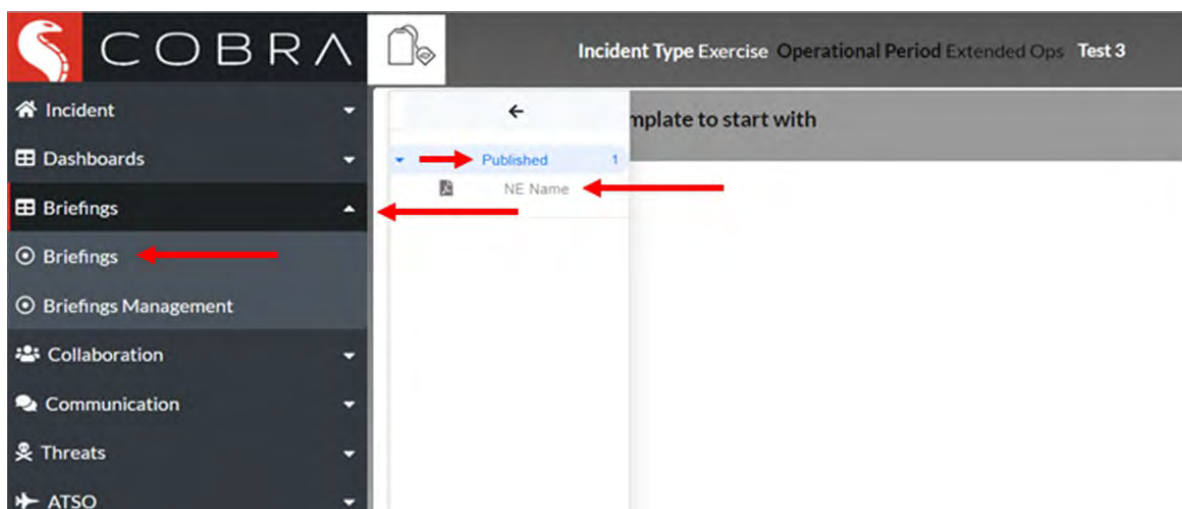 COBRA
Incident Type Exercise Operational Period Extended Ops Test 3
Incident
Dashboards
Briefings
Briefings
Briefings Management
Collaboration
Communication
Threats
ATSO
mplate to start with
Published 1
NE Name